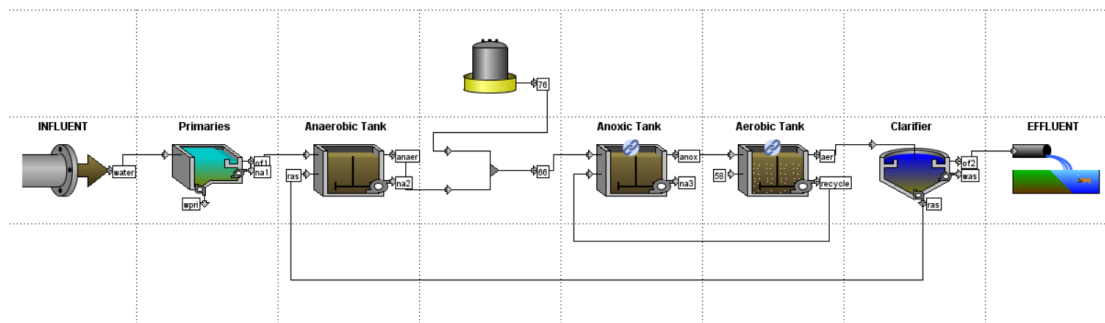 76
INFLUENT
Primaries
Anaerobic Tank
Anoxic Tank
Aerobic Tank
Clarifier
EFFLUENT
water
of1
na1
wpri
ras
anaer
na2
66
anox
na3
58
aer
recycle
of2
was
ras